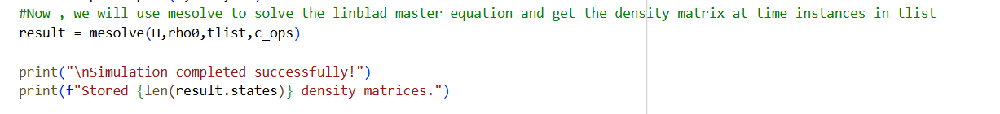 #Now , we will use mesolve to solve the linblad master equation and get the density matrix at time instances in tlist
result = mesolve(H,rho0,tlist,c_ops)
print("\nSimulation completed successfully!")
print(f"Stored {len(result.states)} density matrices.")